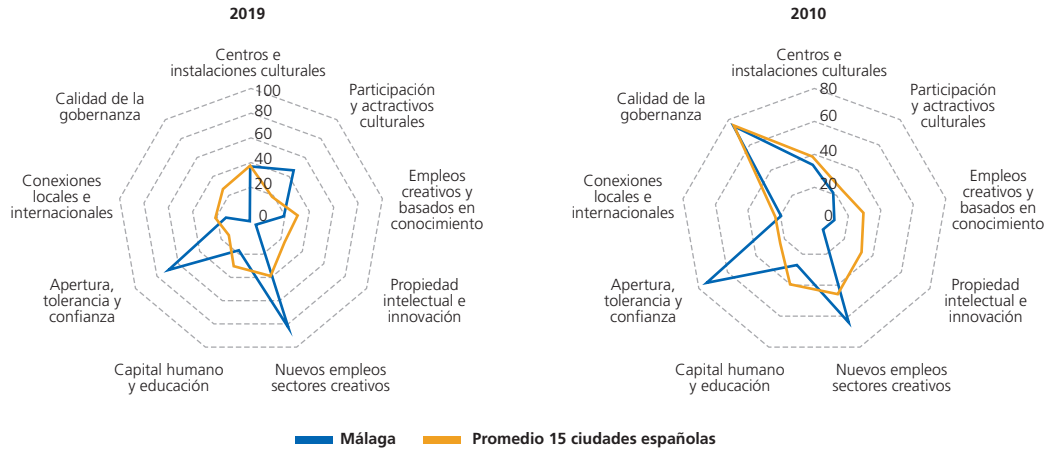 2019
Centros e
instalaciones culturales
Participación
y actractivos
culturales
Empleos
creativos y
basados en
conocimiento
Propiedad
intelectual e
innovación
Nuevos empleos
sectores creativos
Capital humano
y educación
Apertura,
tolerancia y
confianza
Conexiones
locales e
internacionales
Calidad de la
gobernanza
100
80
60
40
20
0
2010
Centros e
instalaciones culturales
Participación
y actractivos
culturales
Empleos
creativos y
basados en
conocimiento
Propiedad
intelectual e
innovación
Nuevos empleos
sectores creativos
Capital humano
y educación
Apertura,
tolerancia y
confianza
Conexiones
locales e
internacionales
Calidad de la
gobernanza
80
60
40
20
0
Málaga
Promedio 15 ciudades españolas